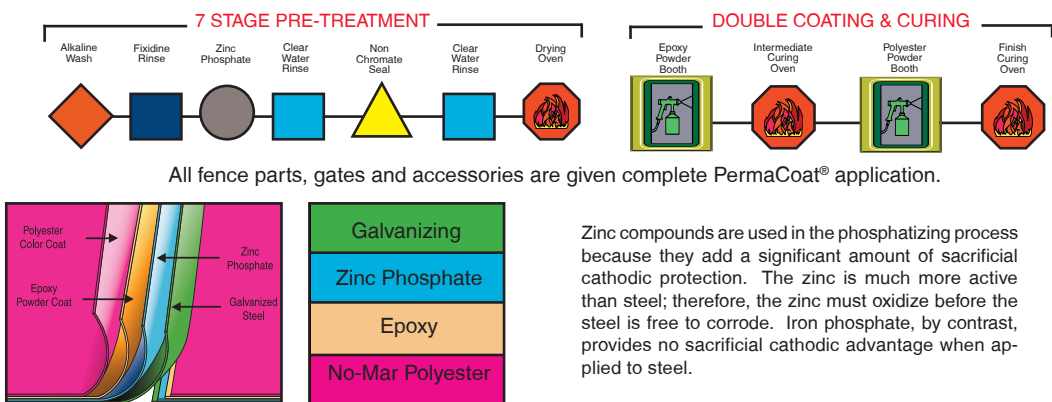 7 STAGE PRE-TREATMENT
Alkaline
Wash
Fixidine
Rinse
Zinc
Phosphate
Clear
Water
Rinse
Non
Chromate
Seal
Clear
Water
Rinse
Drying
Oven
DOUBLE COATING & CURING
Epoxy
Powder
Booth
Intermediate
Curing
Oven
Polyester
Powder
Booth
Finish
Curing
Oven
All fence parts, gates and accessories are given complete PermaCoat® application.
Polyester
Color Coat
Epoxy
Powder Coat
Zinc
Phosphate
Galvanized
Steel
Galvanizing
Zinc Phosphate
Epoxy
No-Mar Polyester
Zinc compounds are used in the phosphatizing process
because they add a significant amount of sacrificial
cathodic protection. The zinc is much more active
than steel; therefore, the zinc must oxidize before the
steel is free to corrode. Iron phosphate, by contrast,
provides no sacrificial cathodic advantage when ap-
plied to steel.